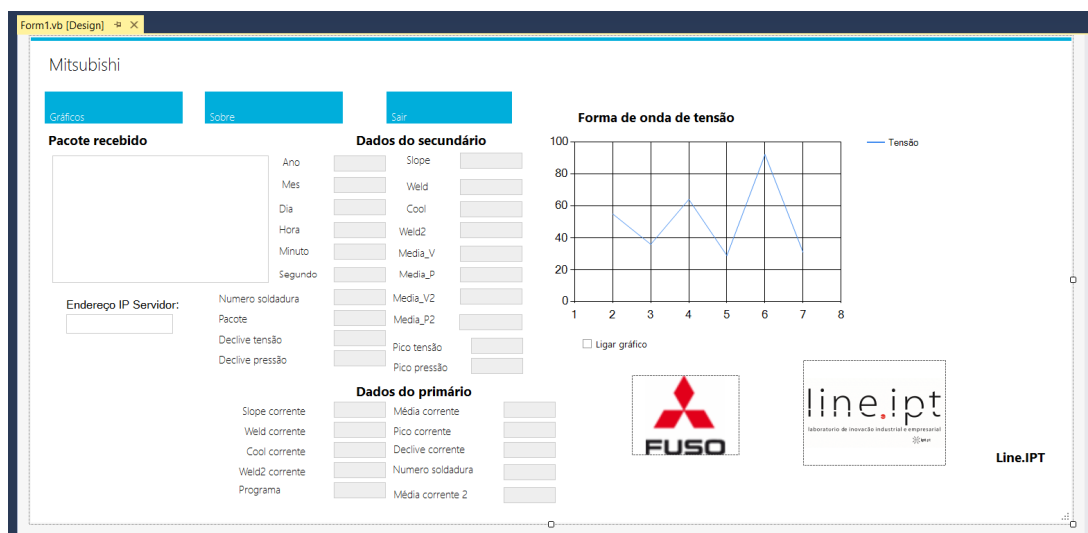 Form1.vb [Design]
Mitsubishi
Gráficos
Sobre
Sair
Pacote recebido
Ano
Mes
Dia
Hora
Minuto
Segundo
Endereço IP Servidor:
Numero soldadura
Pacote
Declive tensão
Declive pressão
Dados do secundário
Slope
Weld
Cool
Weld2
Media_V
Media_P
Media_V2
Media_P2
Pico tensão
Pico pressão
Dados do primário
Slope corrente
Weld corrente
Cool corrente
Weld2 corrente
Programa
Média corrente
Pico corrente
Declive corrente
Numero soldadura
Média corrente 2
Forma de onda de tensão
100
80
60
40
20
0
1 2 3 4 5 6 7 8
Tensão
Ligar gráfico
FUSO
line.ipt
laboratorio de inovacão industrial e empresarial
Line.IPT